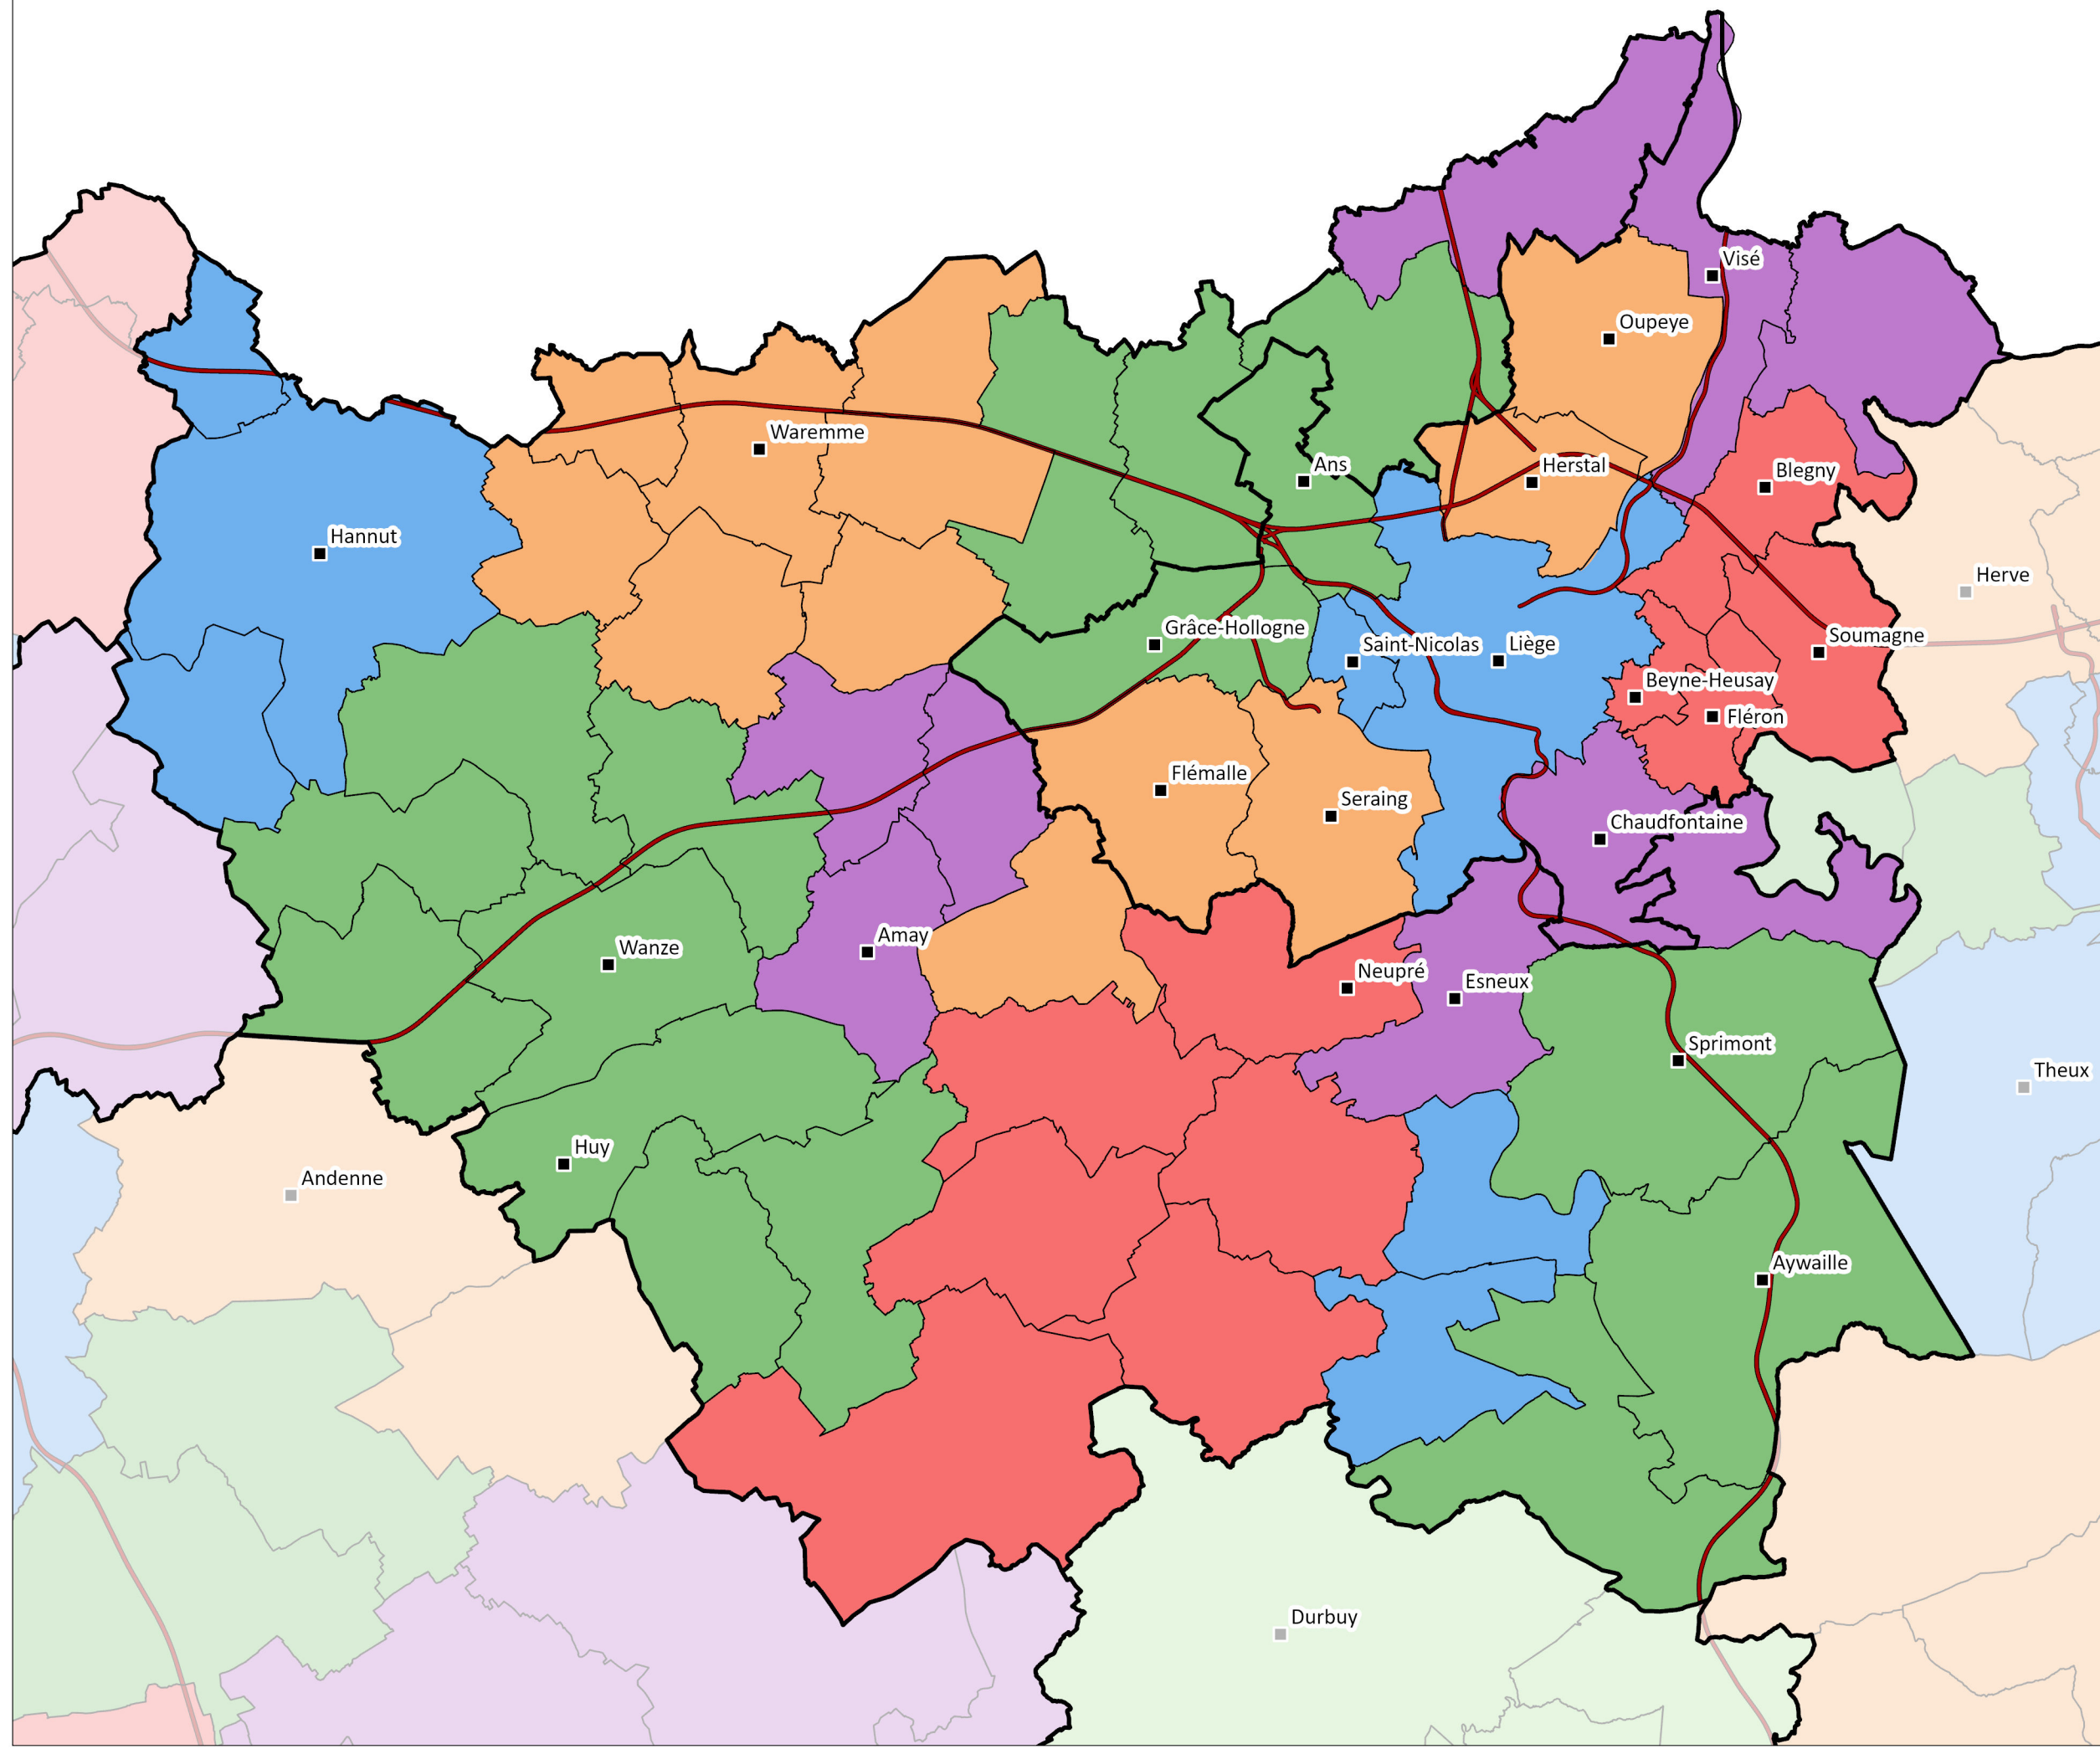 Visé
Oupeye
Waremme
Ans
Herstal
Blegny
Hannut
Herve
Grâce-Hollogne
Saint-Nicolas
Liège
Soumagne
Beyne-Heusay
Fléron
Flémalle
Seraing
Chaudfontaine
Wanze
Amay
Neupré
Esneux
Sprimont
Theux
Huy
Andenne
Aywaille
Durbuy